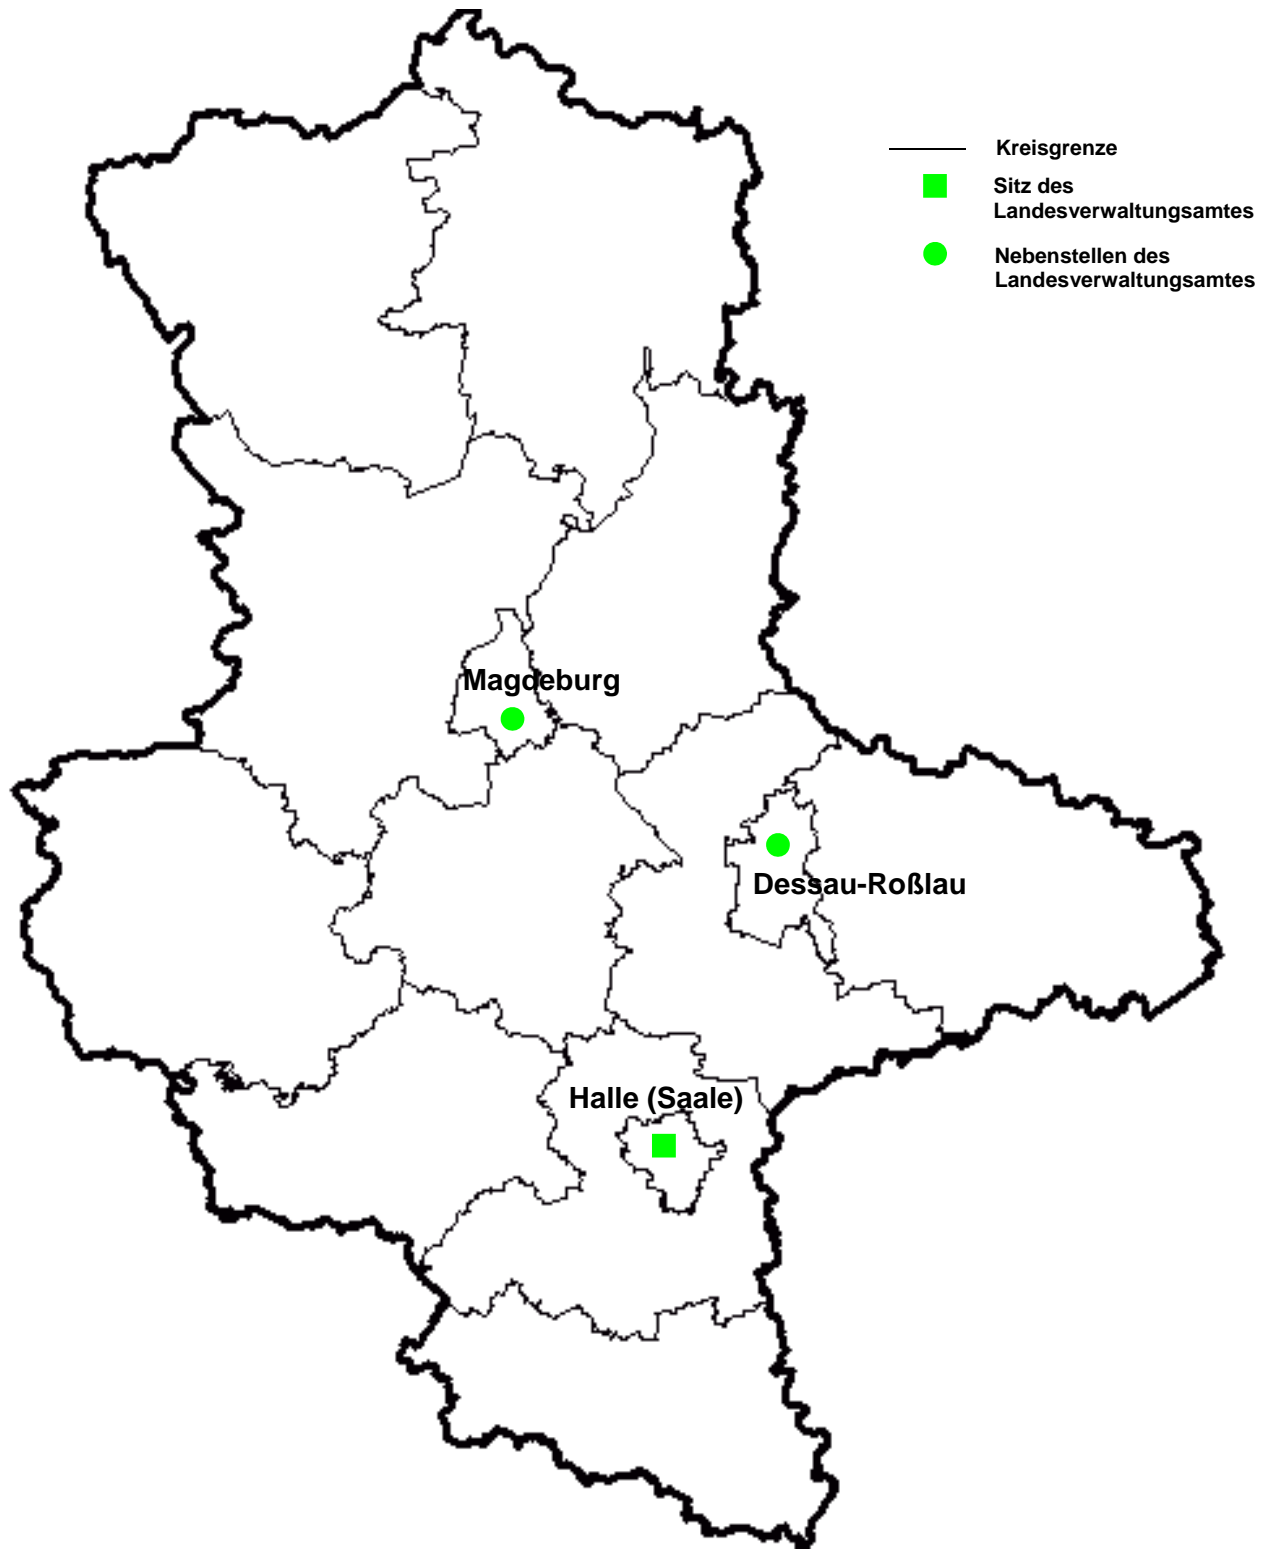 Kreisgrenze
Sitz des
Landesverwaltungsamtes
Nebenstellen des
Landesverwaltungsamtes
Magdeburg
Dessau-Roßlau
Halle (Saale)